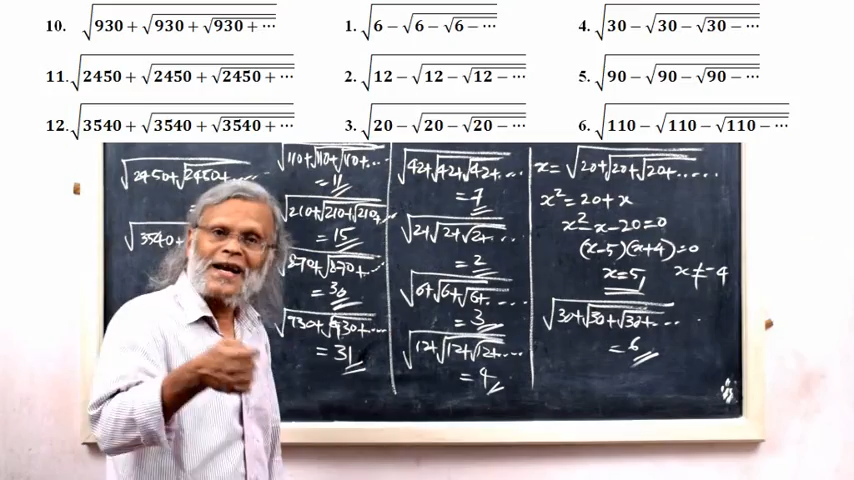 10. √930 + √930 + √930 + ⋯
11. √2450 + √2450 + √2450 + ⋯
12. √3540 + √3540 + √3540 + ⋯
1. √6 − √6 − √6 − ⋯
2. √12 − √12 − √12 − ⋯
3. √20 − √20 − √20 − ⋯
4. √30 − √30 − √30 − ⋯
5. √90 − √90 − √90 − ⋯
6. √110 − √110 − √110 − ⋯
√2450+√2450+....
√3540+
√110+√110+√110+...
= 11
√210+√210+√210+...
= 15
√870+√870+...
= 30
√930+√930+...
= 31
√42+√42+√42+....
= 7
√2+√2+√2+....
= 2
√6+√6+√6+....
= 3
√12+√12+√12+....
= 4
x = √20+√20+√20+.....
x² = 20+x
x²-x-20=0
(x-5)(x+4)=0
x=5, x≠-4
√30+√30+√30+....
= 6